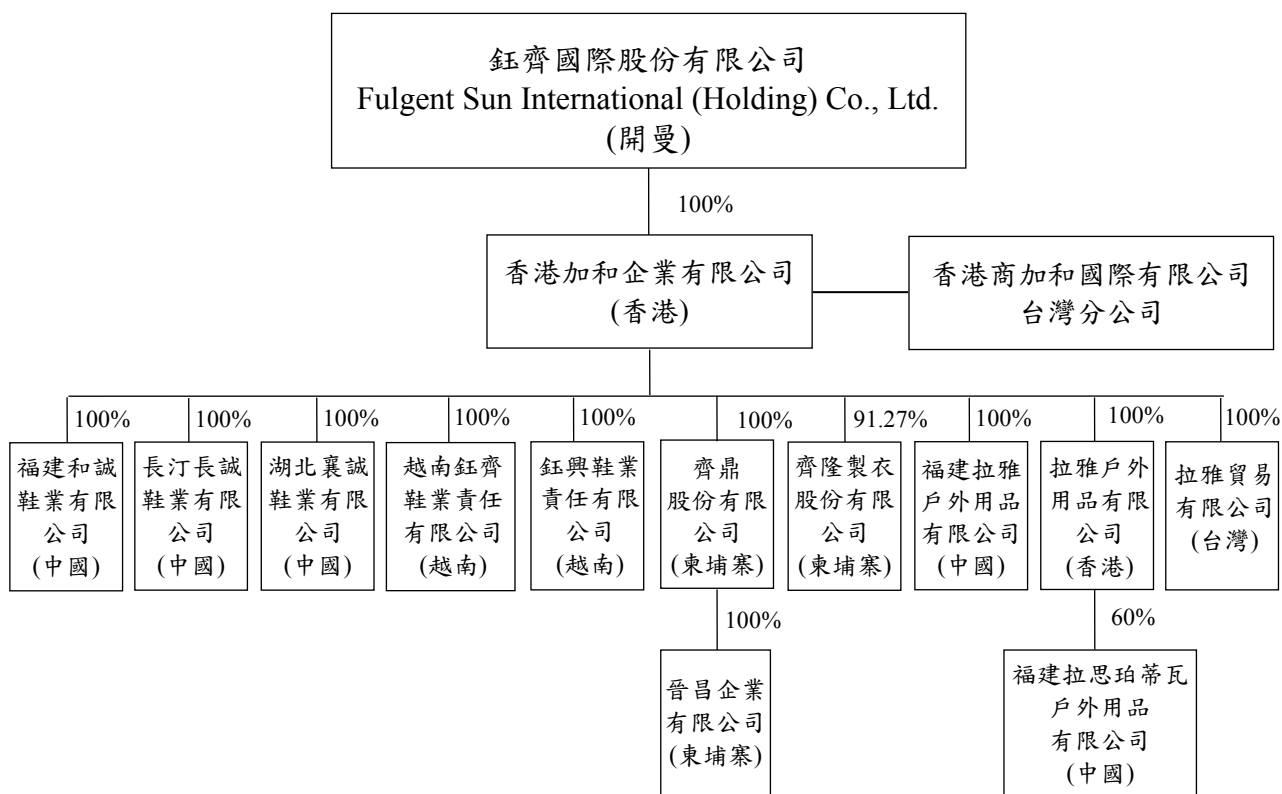 鈺齊國際股份有限公司
Fulgent Sun International (Holding) Co., Ltd.
(開曼)
100%
香港加和企業有限公司
(香港)
香港商加和國際有限公司
台灣分公司
100%
福建和誠
鞋業有限
公司
(中國)
100%
長汀長誠
鞋業有限
公司
(中國)
100%
湖北襄誠
鞋業有限
公司
(中國)
100%
越南鈺齊
鞋業責任
有限公司
(越南)
100%
鈺興鞋業
責任有限
公司
(越南)
100%
齊鼎
股份有限
公司
(柬埔寨)
91.27%
齊隆製衣
股份有限
公司
(柬埔寨)
100%
福建拉雅
戶外用品
有限公司
(中國)
100%
拉雅戶外
用品有限
公司
(香港)
100%
拉雅貿易
有限公司
(台灣)
100%
晉昌企業
有限公司
(柬埔寨)
60%
福建拉思珀蒂瓦
戶外用品
有限公司
(中國)